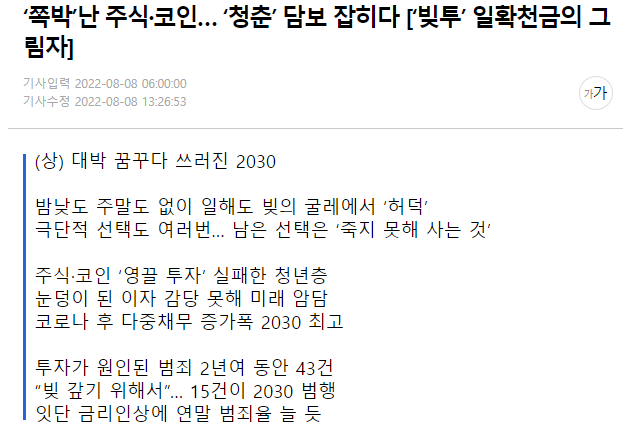 ‘쪽박’난 주식·코인… ‘청춘’ 담보 잡히다 [‘빚투’ 일확천금의 그
림자]
기사입력 2022-08-08 06:00:00
기사수정 2022-08-08 13:26:53
가가
(상) 대박 꿈꾸다 쓰러진 2030
밤낮도 주말도 없이 일해도 빚의 굴레에서 ‘허덕’
극단적 선택도 여러번… 남은 선택은 ‘죽지 못해 사는 것’
주식·코인 ‘영끌 투자’ 실패한 청년층
눈덩이 된 이자 감당 못해 미래 암담
코로나 후 다중채무 증가폭 2030 최고
투자가 원인된 범죄 2년여 동안 43건
“빚 갚기 위해서”… 15건이 2030 범행
잇단 금리인상에 연말 범죄율 늘 듯